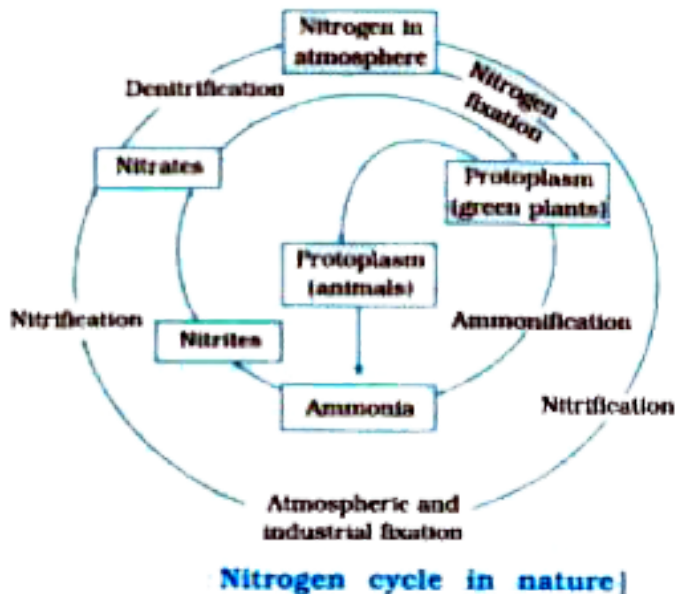 Nitrogen in
atmosphere
Denitrification
Nitrogen
fixation
Nitrates
Protoplasm
(green plants)
Protoplasm
(animals)
Nitrification
Ammonification
Nitrites
Ammonia
Nitrification
Atmospheric and
industrial fixation
Nitrogen cycle in nature